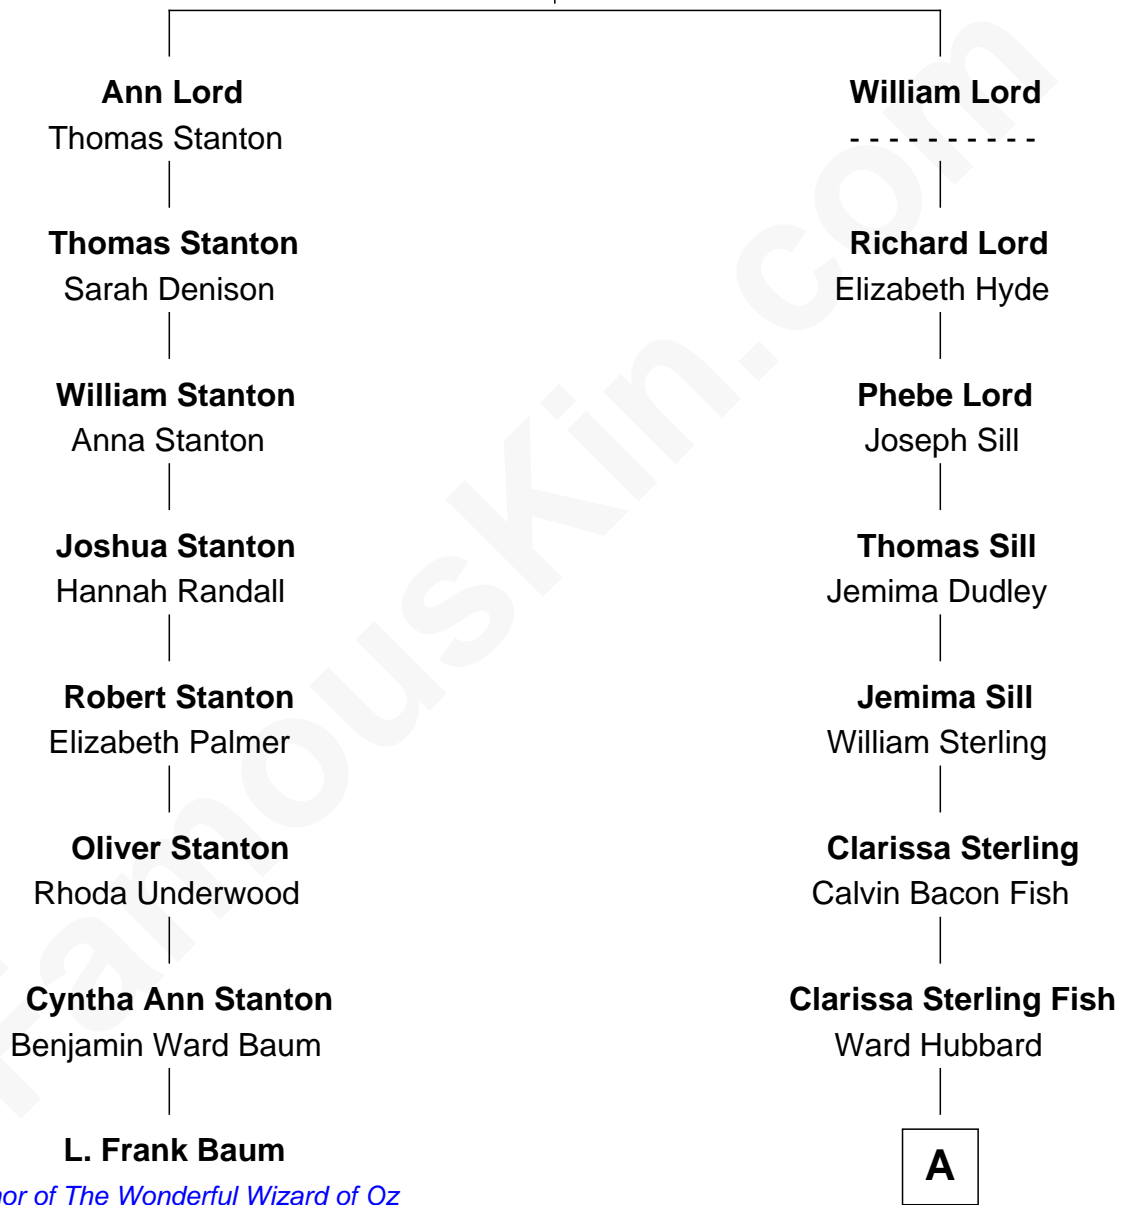 Ann Lord
Thomas Stanton
William Lord
- - - - - - - - - -
Thomas Stanton
Sarah Denison
Richard Lord
Elizabeth Hyde
William Stanton
Anna Stanton
Phebe Lord
Joseph Sill
Joshua Stanton
Hannah Randall
Thomas Sill
Jemima Dudley
Robert Stanton
Elizabeth Palmer
Jemima Sill
William Sterling
Oliver Stanton
Rhoda Underwood
Clarissa Sterling
Calvin Bacon Fish
Cyntha Ann Stanton
Benjamin Ward Baum
Clarissa Sterling Fish
Ward Hubbard
L. Frank Baum
of The Wonderful Wizard of Oz
A
FamousKin.com